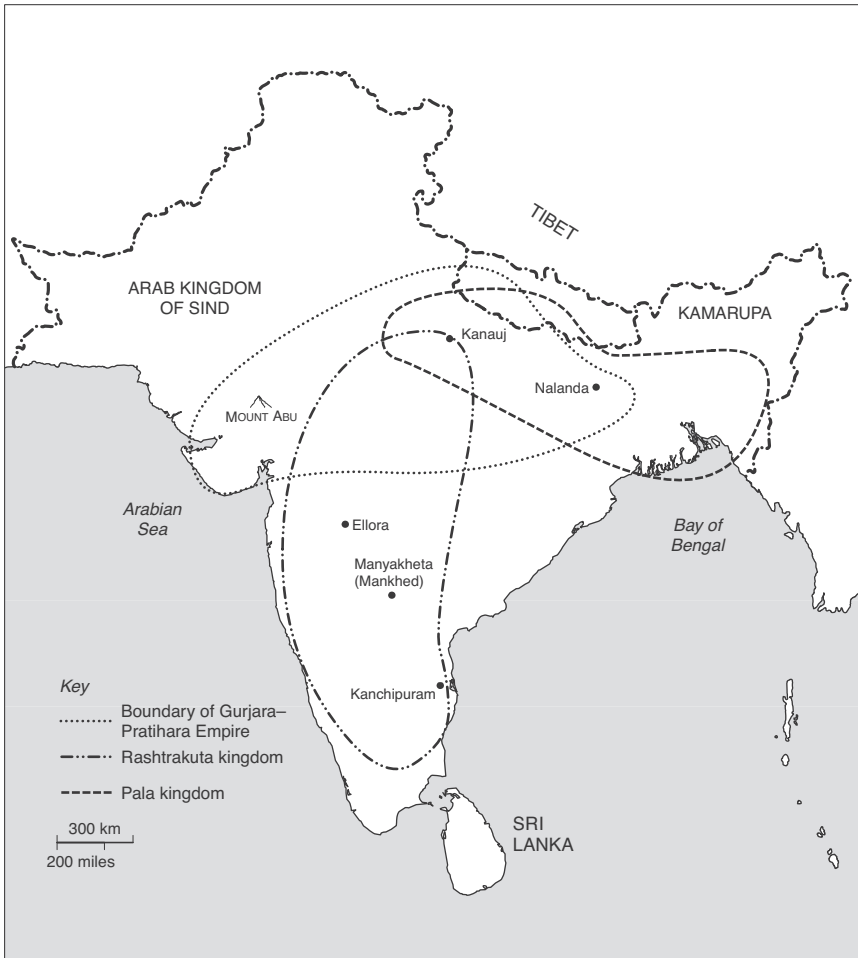 TIBET
ARAB KINGDOM
OF SIND
KAMARUPA
Kanauj
Nalanda
MOUNT ABU
Arabian
Sea
Ellora
Bay of
Bengal
Manyakheta
(Mankhed)
Kanchipuram
Key
Boundary of Gurjara–
Pratihara Empire
Rashtrakuta kingdom
Pala kingdom
300 km
200 miles
SRI
LANKA